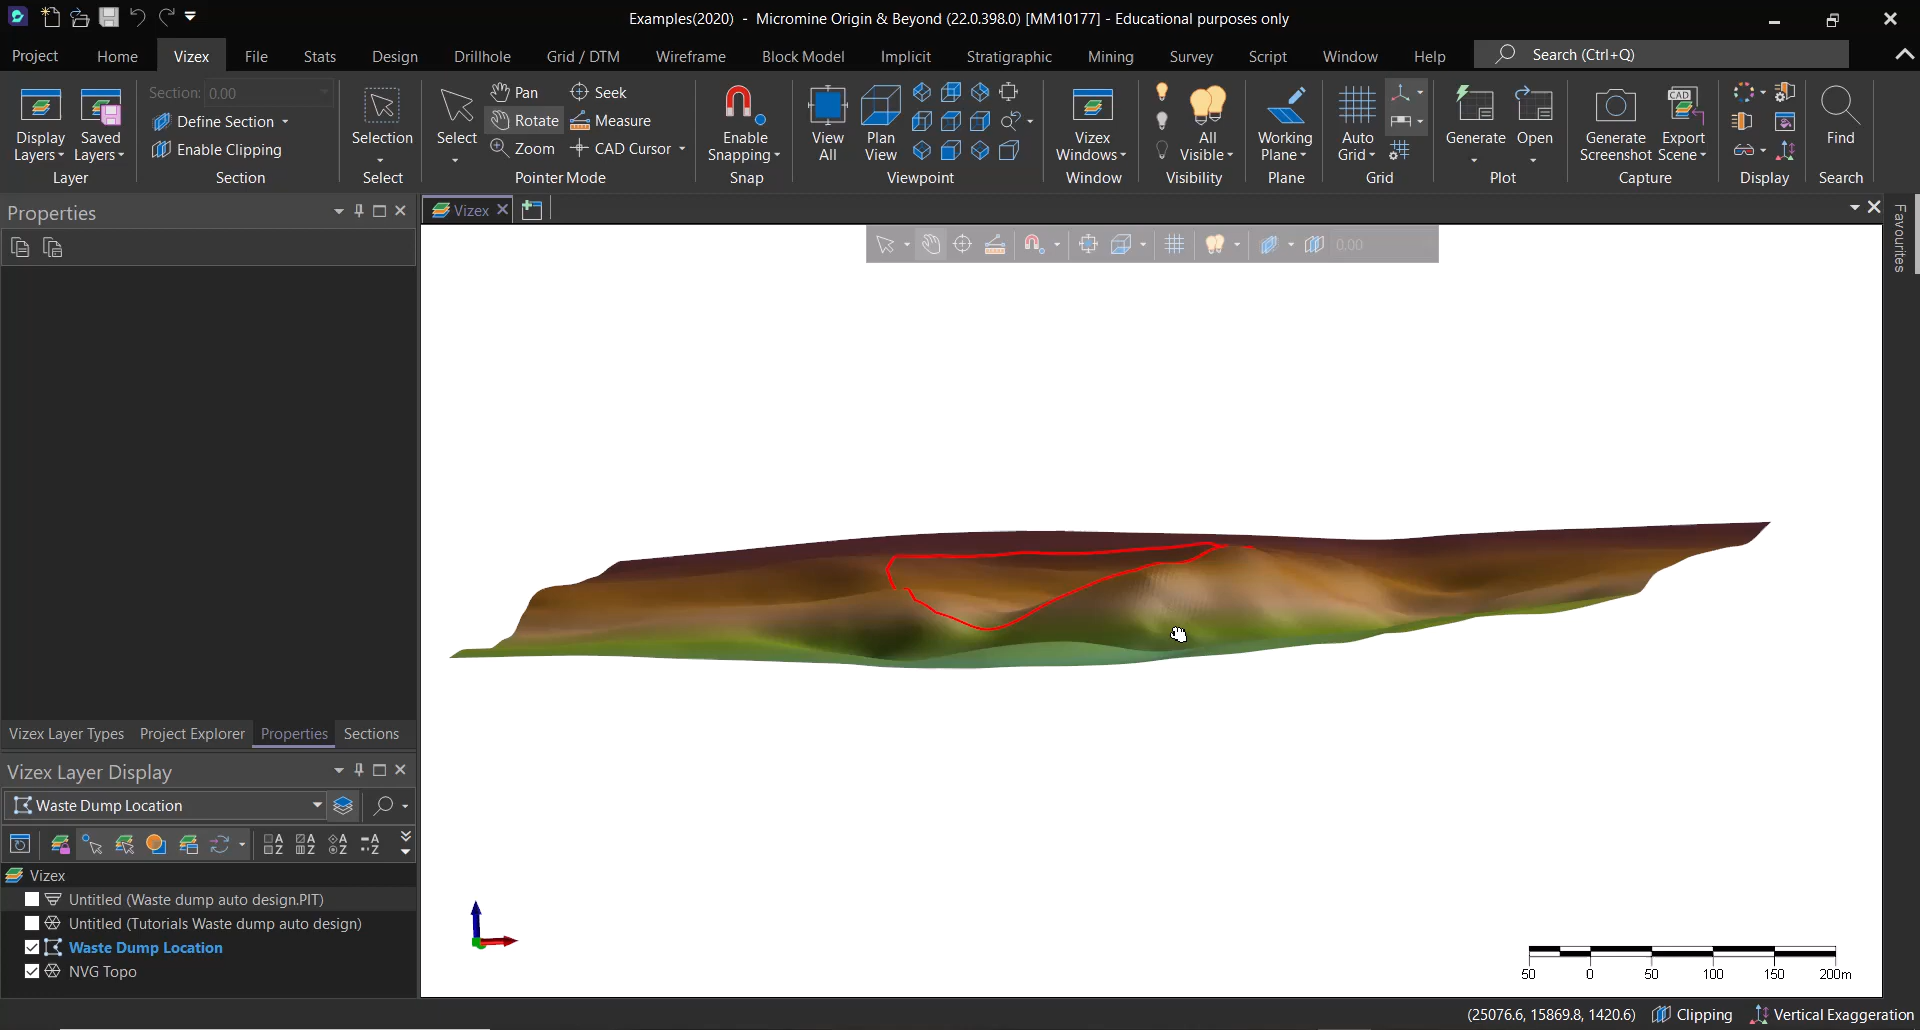 Examples(2020) - Micromine Origin & Beyond (22.0.398.0) [MM10177] - Educational purposes only
Project Home Vizex File Stats Design Drillhole Grid / DTM Wireframe Block Model Implicit Stratigraphic Mining Survey Script Window Help Search (Ctrl+Q)
Section: 0.00 Pan Seek
Define Section Rotate Measure
Enable Clipping Zoom CAD Cursor
Display Layers Saved Layers Selection Select Enable Snapping View All Plan View Vizex Windows All Visible Working Plane Auto Grid Generate Open Generate Screenshot Export Scene Find
CAD
Layer Section Select Pointer Mode Snap Viewpoint Window Visibility Plane Grid Plot Capture Display Search
Properties
Vizex
Favourites
0.00
Vizex Layer Types Project Explorer Properties Sections
Vizex Layer Display
Waste Dump Location
A Z A Z A Z A Z
Vizex
Untitled (Waste dump auto design.PIT)
Untitled (Tutorials Waste dump auto design)
Waste Dump Location
NVG Topo
50 0 50 100 150 200m
(25076.6, 15869.8, 1420.6) Clipping Vertical Exaggeration